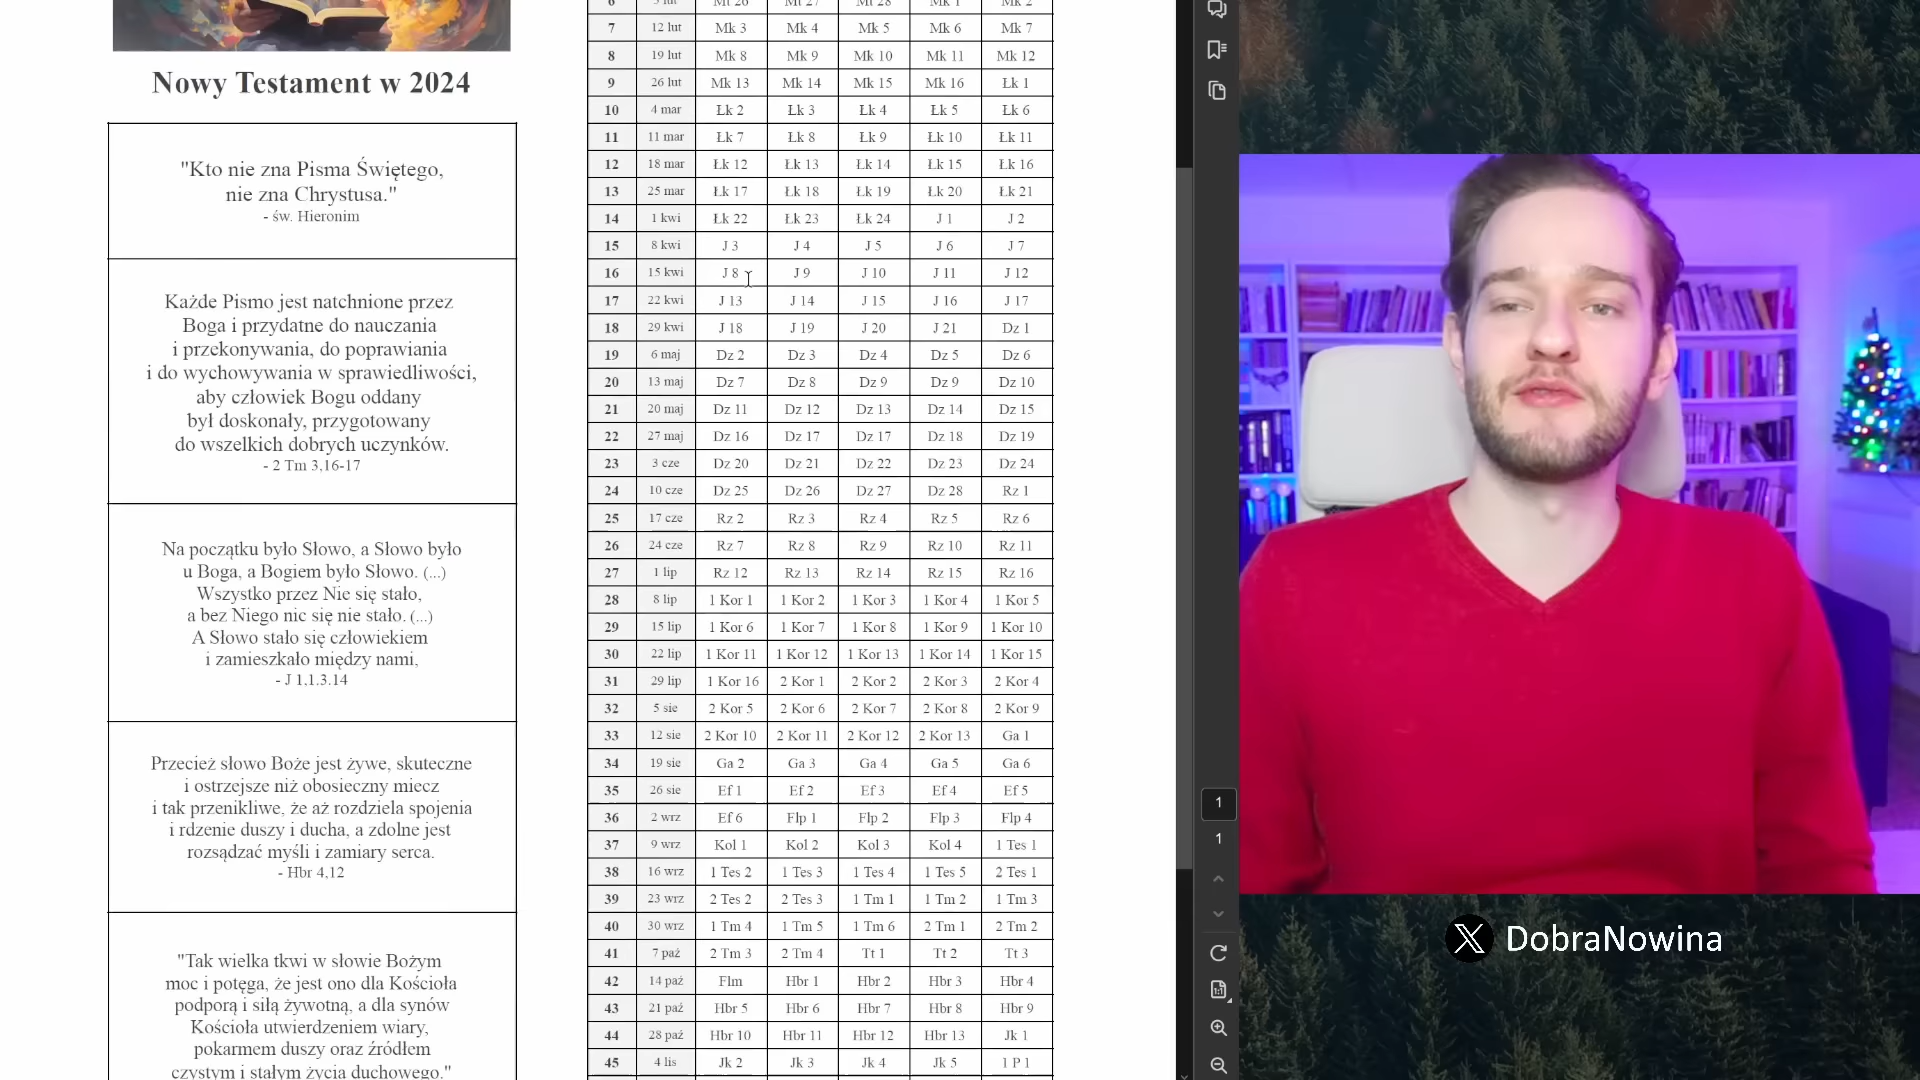 Nowy Testament w 2024
"Kto nie zna Pisma Świętego,
nie zna Chrystusa."
- św. Hieronim
Każde Pismo jest natchnione przez
Boga i przydatne do nauczania
i przekonywania, do poprawiania
i do wychowywania w sprawiedliwości,
aby człowiek Bogu oddany
był doskonały, przygotowany
do wszelkich dobrych uczynków.
- 2 Tm 3,16-17
Na początku było Słowo, a Słowo było
u Boga, a Bogiem było Słowo. (...)
Wszystko przez Nie się stało,
a bez Niego nic się nie stało. (...)
A Słowo stało się człowiekiem
i zamieszkało między nami,
- J 1,1.3.14
Przecież słowo Boże jest żywe, skuteczne
i ostrzejsze niż obosieczny miecz
i tak przenikliwe, że aż rozdziela spojenia
i rdzenie duszy i ducha, a zdolne jest
rozsądzać myśli i zamiary serca.
- Hbr 4,12
"Tak wielka tkwi w słowie Bożym
moc i potęga, że jest ono dla Kościoła
podporą i siłą żywotną, a dla synów
Kościoła utwierdzeniem wiary,
pokarmem duszy oraz źródłem
czystym i stałym życia duchowego."
6 5 lut Mt 26 Mt 27 Mt 28 Mk 1 Mk 2
7 12 lut Mk 3 Mk 4 Mk 5 Mk 6 Mk 7
8 19 lut Mk 8 Mk 9 Mk 10 Mk 11 Mk 12
9 26 lut Mk 13 Mk 14 Mk 15 Mk 16 Łk 1
10 4 mar Łk 2 Łk 3 Łk 4 Łk 5 Łk 6
11 11 mar Łk 7 Łk 8 Łk 9 Łk 10 Łk 11
12 18 mar Łk 12 Łk 13 Łk 14 Łk 15 Łk 16
13 25 mar Łk 17 Łk 18 Łk 19 Łk 20 Łk 21
14 1 kwi Łk 22 Łk 23 Łk 24 J 1 J 2
15 8 kwi J 3 J 4 J 5 J 6 J 7
16 15 kwi J 8 J 9 J 10 J 11 J 12
17 22 kwi J 13 J 14 J 15 J 16 J 17
18 29 kwi J 18 J 19 J 20 J 21 Dz 1
19 6 maj Dz 2 Dz 3 Dz 4 Dz 5 Dz 6
20 13 maj Dz 7 Dz 8 Dz 9 Dz 9 Dz 10
21 20 maj Dz 11 Dz 12 Dz 13 Dz 14 Dz 15
22 27 maj Dz 16 Dz 17 Dz 17 Dz 18 Dz 19
23 3 cze Dz 20 Dz 21 Dz 22 Dz 23 Dz 24
24 10 cze Dz 25 Dz 26 Dz 27 Dz 28 Rz 1
25 17 cze Rz 2 Rz 3 Rz 4 Rz 5 Rz 6
26 24 cze Rz 7 Rz 8 Rz 9 Rz 10 Rz 11
27 1 lip Rz 12 Rz 13 Rz 14 Rz 15 Rz 16
28 8 lip 1 Kor 1 1 Kor 2 1 Kor 3 1 Kor 4 1 Kor 5
29 15 lip 1 Kor 6 1 Kor 7 1 Kor 8 1 Kor 9 1 Kor 10
30 22 lip 1 Kor 11 1 Kor 12 1 Kor 13 1 Kor 14 1 Kor 15
31 29 lip 1 Kor 16 2 Kor 1 2 Kor 2 2 Kor 3 2 Kor 4
32 5 sie 2 Kor 5 2 Kor 6 2 Kor 7 2 Kor 8 2 Kor 9
33 12 sie 2 Kor 10 2 Kor 11 2 Kor 12 2 Kor 13 Ga 1
34 19 sie Ga 2 Ga 3 Ga 4 Ga 5 Ga 6
35 26 sie Ef 1 Ef 2 Ef 3 Ef 4 Ef 5
36 2 wrz Ef 6 Flp 1 Flp 2 Flp 3 Flp 4
37 9 wrz Kol 1 Kol 2 Kol 3 Kol 4 1 Tes 1
38 16 wrz 1 Tes 2 1 Tes 3 1 Tes 4 1 Tes 5 2 Tes 1
39 23 wrz 2 Tes 2 2 Tes 3 1 Tm 1 1 Tm 2 1 Tm 3
40 30 wrz 1 Tm 4 1 Tm 5 1 Tm 6 2 Tm 1 2 Tm 2
41 7 paź 2 Tm 3 2 Tm 4 Tt 1 Tt 2 Tt 3
42 14 paź Flm Hbr 1 Hbr 2 Hbr 3 Hbr 4
43 21 paź Hbr 5 Hbr 6 Hbr 7 Hbr 8 Hbr 9
44 28 paź Hbr 10 Hbr 11 Hbr 12 Hbr 13 Jk 1
45 4 lis Jk 2 Jk 3 Jk 4 Jk 5 1 P 1
1
1
DobraNowina